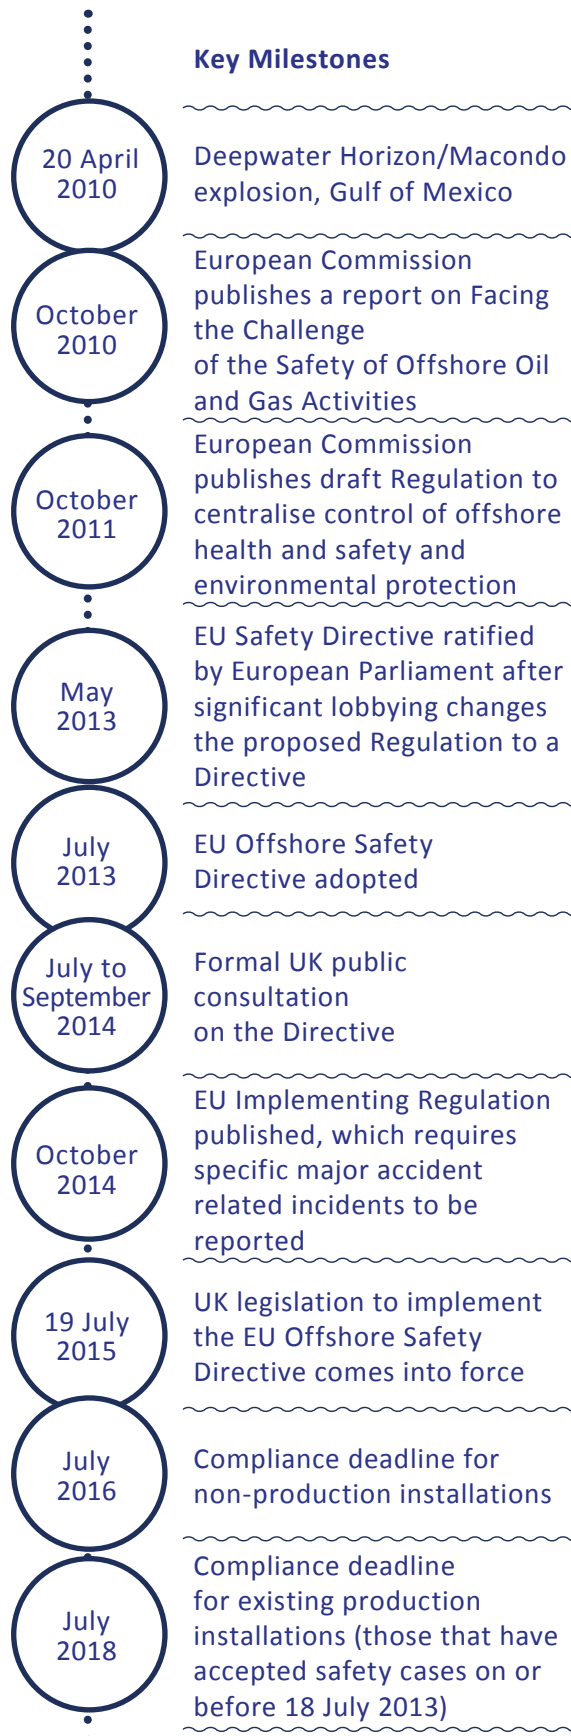 Key Milestones
20 April
2010
Deepwater Horizon/Macondo
explosion, Gulf of Mexico
October
2010
European Commission
publishes a report on Facing
the Challenge
of the Safety of Offshore Oil
and Gas Activities
October
2011
European Commission
publishes draft Regulation to
centralise control of offshore
health and safety and
environmental protection
May
2013
EU Safety Directive ratified
by European Parliament after
significant lobbying changes
the proposed Regulation to a
Directive
July
2013
EU Offshore Safety
Directive adopted
July to
September
2014
Formal UK public
consultation
on the Directive
October
2014
EU Implementing Regulation
published, which requires
specific major accident
related incidents to be
reported
19 July
2015
UK legislation to implement
the EU Offshore Safety
Directive comes into force
July
2016
Compliance deadline for
non-production installations
July
2018
Compliance deadline
for existing production
installations (those that have
accepted safety cases on or
before 18 July 2013)